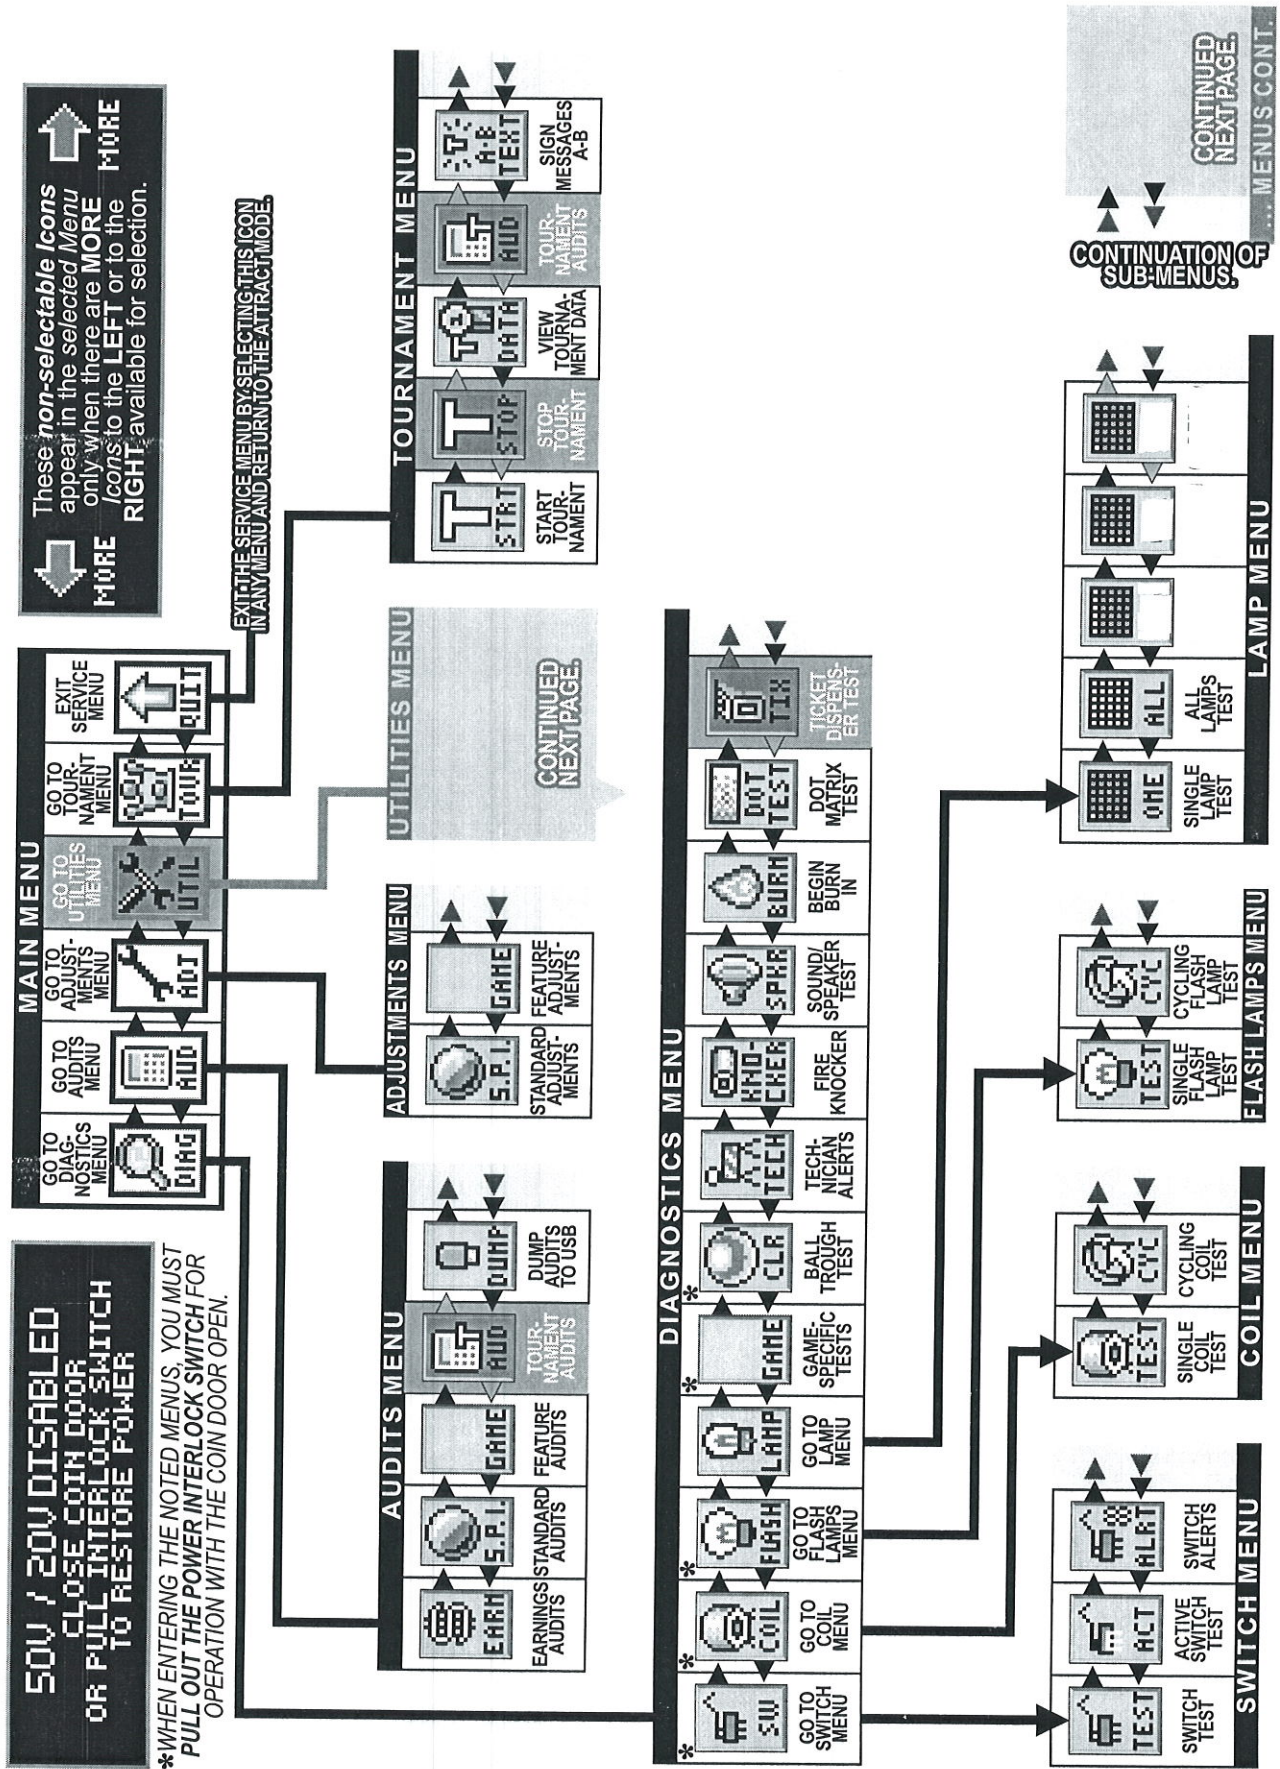 50V / 20V DISABLED
CLOSE COIN DOOR
OR PULL INTERLOCK SWITCH
TO RESTORE POWER
*WHEN ENTERING THE NOTED MENUS, YOU MUST
PULL OUT THE POWER INTERLOCK SWITCH FOR
OPERATION WITH THE COIN DOOR OPEN.
MAIN MENU
GO TO
DIAG-
NOSTICS
MENU
DIAG
GO TO
AUDITS
MENU
AUD
GO TO
ADJUST-
MENTS
MENU
ADJ
GO TO
UTILITIES
MENU
UTIL
GO TO
TOUR-
NAMENT
MENU
TOUR
EXIT
SERVICE
MENU
QUIT
MORE
These non-selectable Icons
appear in the selected Menu
only when there are MORE
Icons to the LEFT or to the
RIGHT, available for selection.
MORE
EXIT THE SERVICE MENU BY SELECTING THIS ICON
IN ANY MENU AND RETURN TO THE ATTRACT MODE.
AUDITS MENU
EARN
EARNINGS
AUDITS
S.P.I.
STANDARD
AUDITS
GAME
FEATURE
AUDITS
AUD
TOUR-
NAMENT
AUDITS
DUMP
DUMP
AUDITS
TO USB
ADJUSTMENTS MENU
S.P.I.
STANDARD
ADJUST-
MENTS
GAME
FEATURE
ADJUST-
MENTS
UTILITIES MENU
CONTINUED
NEXT PAGE.
TOURNAMENT MENU
STRT
START
TOUR-
NAMENT
STOP
STOP
TOUR-
NAMENT
DATA
VIEW
TOURNA-
MENT DATA
AUD
TOUR-
NAMENT
AUDITS
A-B
TEXT
SIGN
MESSAGES
A-B
DIAGNOSTICS MENU
*
SW
GO TO
SWITCH
MENU
*
COIL
GO TO
COIL
MENU
*
FLASH
GO TO
FLASH
LAMPS
MENU
LAMP
GO TO
LAMP
MENU
*
GAME
GAME-
SPECIFIC
TESTS
*
CLR
BALL
TROUGH
TEST
TECH
TECH-
NICIAN
ALERTS
KNO-
CKER
FIRE
KNOCKER
SPKR
SOUND/
SPEAKER
TEST
BURN
BEGIN
BURN
IN
DOT
TEST
DOT
MATRIX
TEST
TIX
TICKET
DISPENS-
ER TEST
SWITCH MENU
TEST
SWITCH
TEST
ACT
ACTIVE
SWITCH
TEST
ALRT
SWITCH
ALERTS
COIL MENU
TEST
SINGLE
COIL
TEST
CYC
CYCLING
COIL
TEST
FLASH LAMPS MENU
TEST
SINGLE
FLASH
LAMP
TEST
CYC
CYCLING
FLASH
LAMP
TEST
LAMP MENU
ONE
SINGLE
LAMP
TEST
ALL
ALL
LAMPS
TEST
CONTINUATION OF
SUB-MENUS.
CONTINUED
NEXT PAGE.
... MENUS CONT.